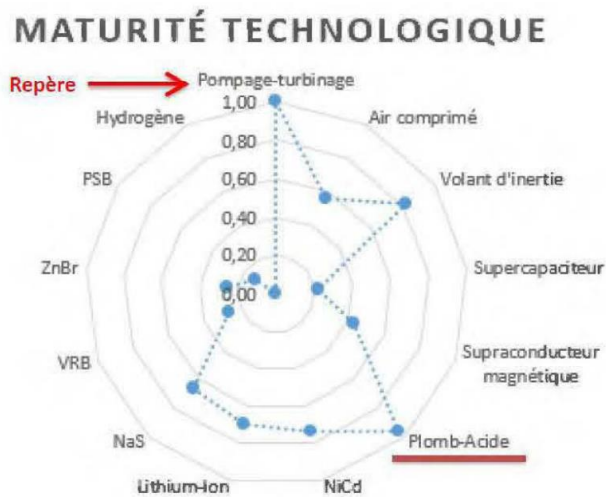 MATURITÉ TECHNOLOGIQUE
Repère
Pompage-turbinage
1,00
Hydrogène
Air comprimé
0,80
PSB
0,60
Volant d'inertie
0,40
ZnBr
0,20
Supercapaciteur
0,00
VRB
Supraconducteur
magnétique
NaS
Plomb-Acide
Lithium-Ion
NiCd